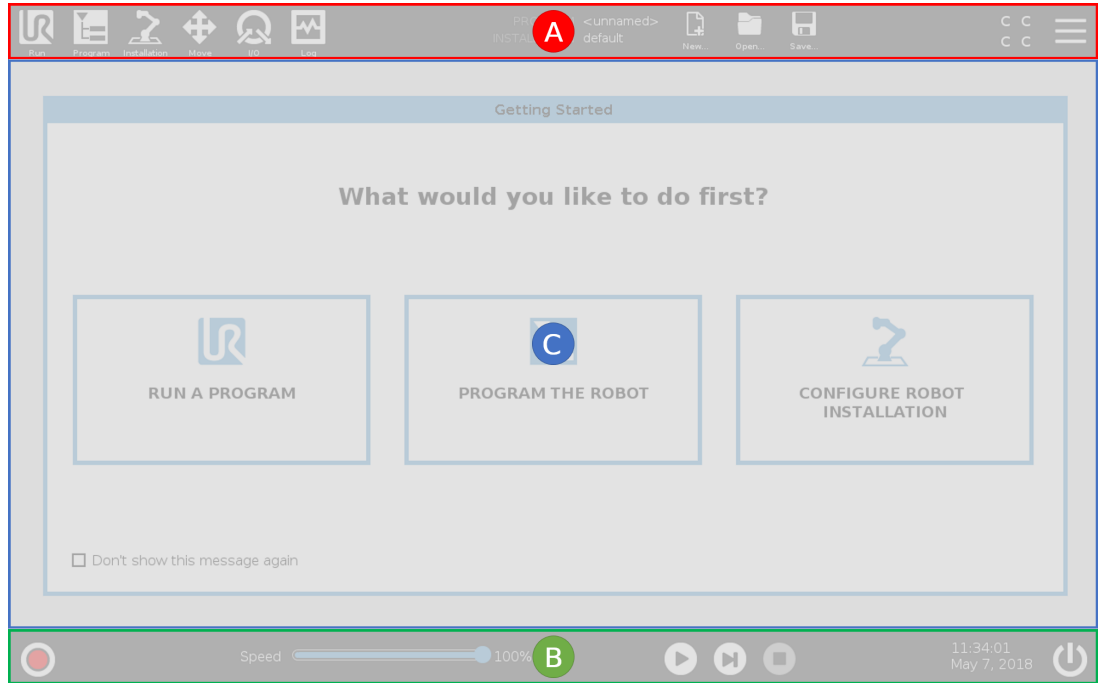 PR
A
<unnamed>
INSTAL
default
C C
C C
Run
Program
Installation
Move
I/O
Log
New...
Open...
Save...
Getting Started
What would you like to do first?
C
RUN A PROGRAM
PROGRAM THE ROBOT
CONFIGURE ROBOT
INSTALLATION
Don't show this message again
Speed
100%
B
11:34:01
May 7, 2018